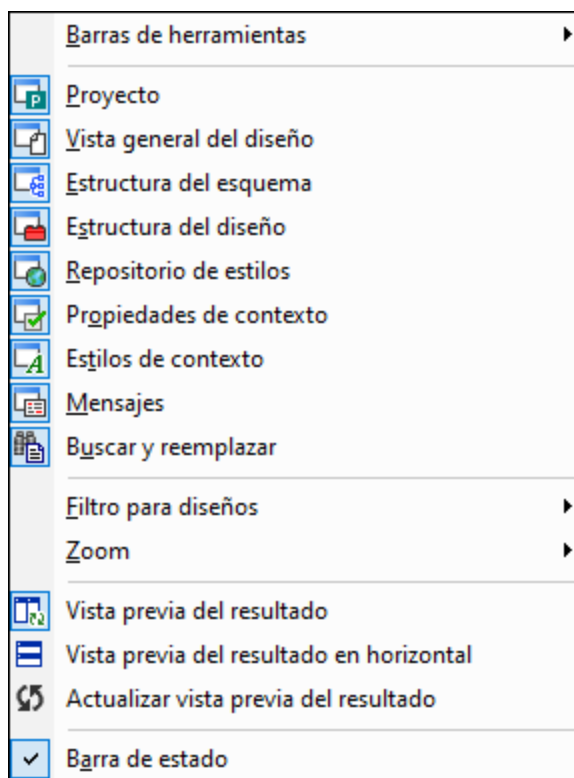 Barras de herramientas
Proyecto
Vista general del diseño
Estructura del esquema
Estructura del diseño
Repositorio de estilos
Propiedades de contexto
Estilos de contexto
Mensajes
Buscar y reemplazar
Filtro para diseños
Zoom
Vista previa del resultado
Vista previa del resultado en horizontal
Actualizar vista previa del resultado
Barra de estado